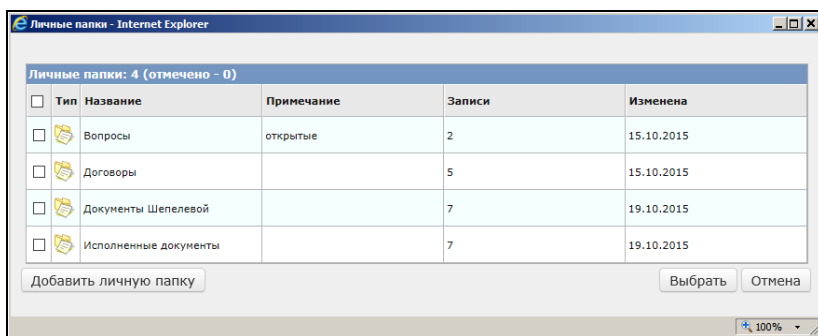 Личные папки - Internet Explorer
Личные папки: 4 (отмечено - 0)
Тип Название Примечание Записи Изменена
Вопросы открытые 2 15.10.2015
Договоры 5 15.10.2015
Документы Шепелевой 7 19.10.2015
Исполненные документы 7 19.10.2015
Добавить личную папку Выбрать Отмена
100%